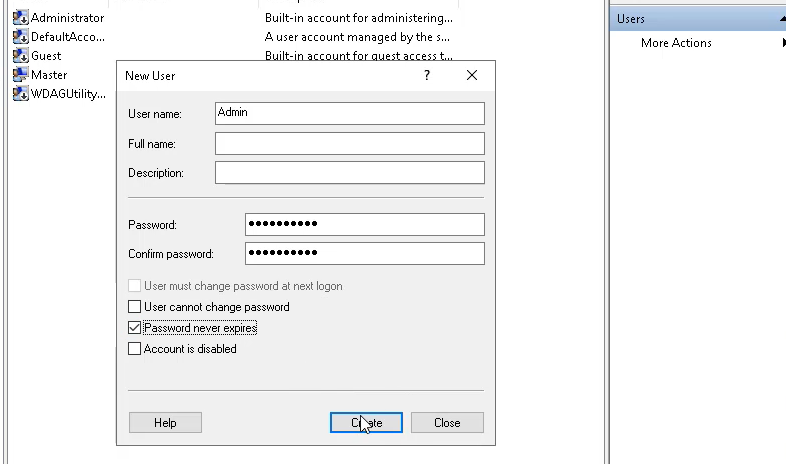 Administrator Built-in account for administering...
DefaultAcco... A user account managed by the s...
Guest Built-in account for guest access t...
Master
WDAGUtility...
Users
More Actions
New User
?
User name: Admin
Full name:
Description:
Password: ●●●●●●●●●●
Confirm password: ●●●●●●●●●●
User must change password at next logon
User cannot change password
Password never expires
Account is disabled
Help Create Close